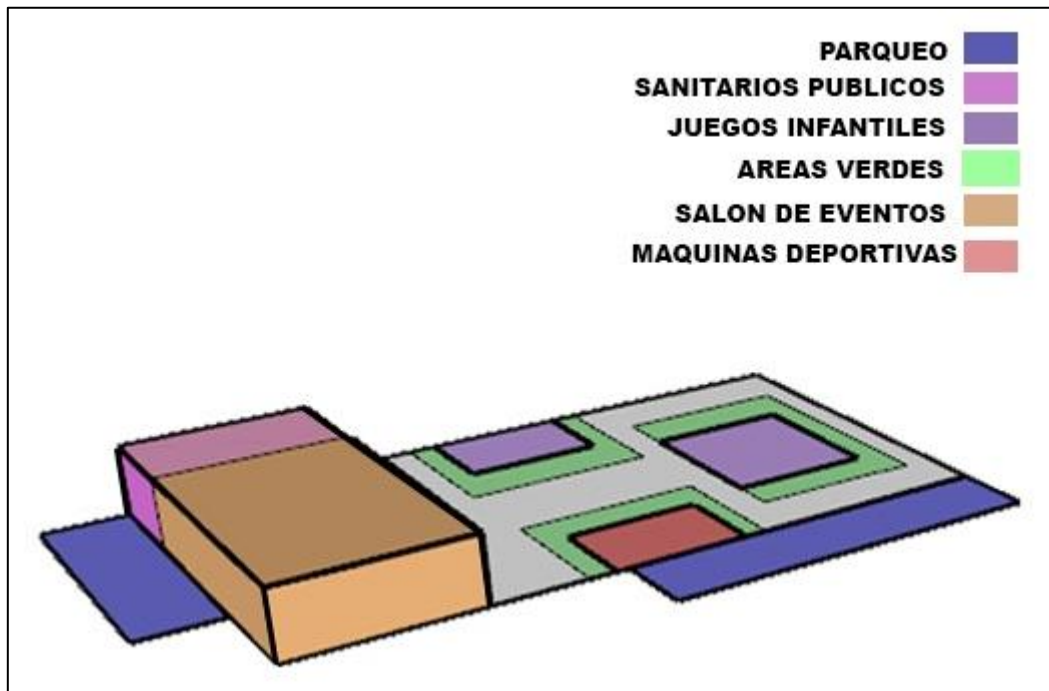 PARQUEO
SANITARIOS PUBLICOS
JUEGOS INFANTILES
AREAS VERDES
SALON DE EVENTOS
MAQUINAS DEPORTIVAS